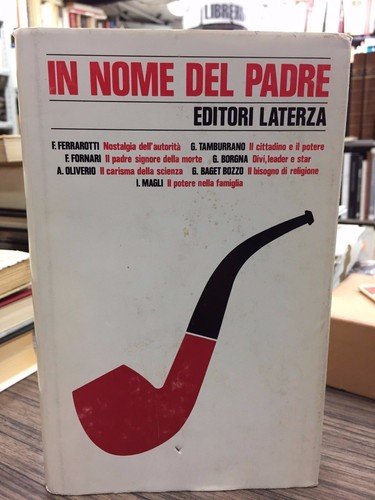 LIBRERI
IN NOME DEL PADRE
EDITORI LATERZA
F. FERRAROTTI Nostalgia dell'autorità G. TAMBURRANO Il cittadino e il potere
F. FORNARI Il padre signore della morte G. BORGNA Divi, leader e star
A. OLIVERIO Il carisma della scienza G. BAGET BOZZO Il bisogno di religione
I. MAGLI Il potere nella famiglia